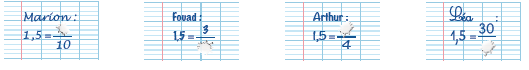 Marion :
1,5 = /10
Fouad :
1,5 = 3/
Arthur :
1,5 = /4
Léa :
1,5 = 30/